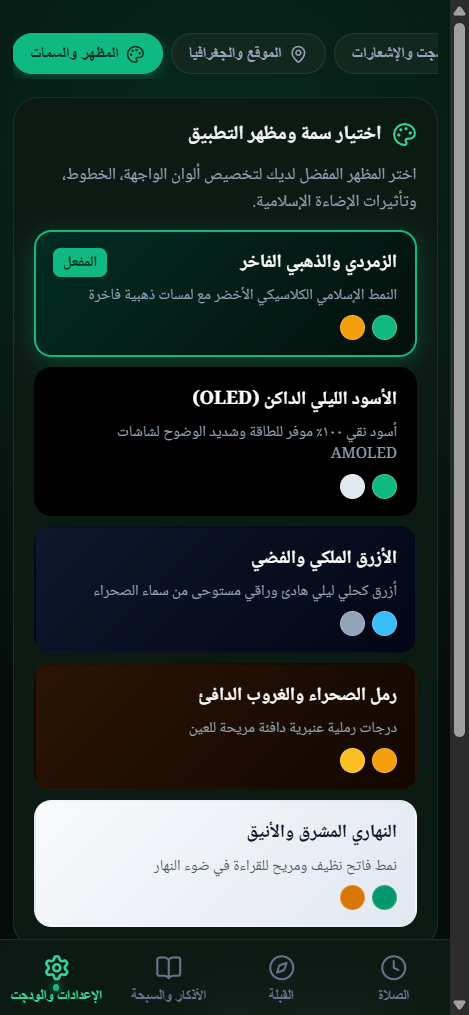 المظهر والسمات
الموقع والجغرافيا
جت والإشعارات
اختيار سمة ومظهر التطبيق
اختر المظهر المفضل لديك لتخصيص ألوان الواجهة، الخطوط،
وتأثيرات الإضاءة الإسلامية.
الزمردي والذهبي الفاخر
المفعل
النمط الإسلامي الكلاسيكي الأخضر مع لمسات ذهبية فاخرة
الأسود الليلي الداكن (OLED)
أسود نقي ١٠٠٪ موفر للطاقة وشديد الوضوح لشاشات
AMOLED
الأزرق الملكي والفضي
أزرق كحلي ليلي هادئ وراقي مستوحى من سماء الصحراء
رمل الصحراء والغروب الدافئ
درجات رملية عنبرية دافئة مريحة للعين
النهاري المشرق والأنيق
نمط فاتح نظيف ومريح للقراءة في ضوء النهار
الصلاة
القبلة
الأذكار والسبحة
الإعدادات والودجت